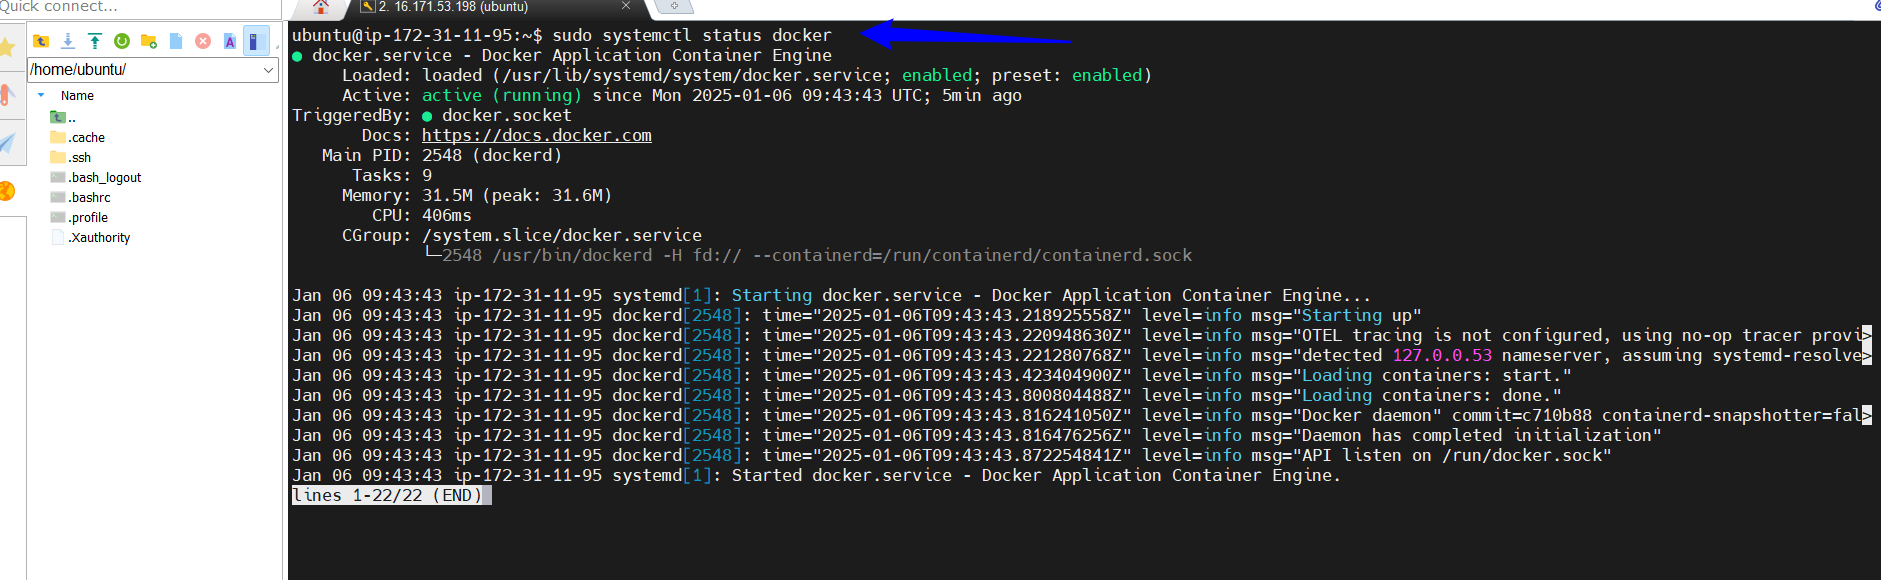 Quick connect...
2. 16.171.53.198 (ubuntu)
/home/ubuntu/
Name
..
.cache
.ssh
.bash_logout
.bashrc
.profile
.Xauthority
ubuntu@ip-172-31-11-95:~$ sudo systemctl status docker
● docker.service - Docker Application Container Engine
Loaded: loaded (/usr/lib/systemd/system/docker.service; enabled; preset: enabled)
Active: active (running) since Mon 2025-01-06 09:43:43 UTC; 5min ago
TriggeredBy: ● docker.socket
Docs: https://docs.docker.com
Main PID: 2548 (dockerd)
Tasks: 9
Memory: 31.5M (peak: 31.6M)
CPU: 406ms
CGroup: /system.slice/docker.service
└─2548 /usr/bin/dockerd -H fd:// --containerd=/run/containerd/containerd.sock
Jan 06 09:43:43 ip-172-31-11-95 systemd[1]: Starting docker.service - Docker Application Container Engine...
Jan 06 09:43:43 ip-172-31-11-95 dockerd[2548]: time="2025-01-06T09:43:43.218925558Z" level=info msg="Starting up"
Jan 06 09:43:43 ip-172-31-11-95 dockerd[2548]: time="2025-01-06T09:43:43.220948630Z" level=info msg="OTEL tracing is not configured, using no-op tracer provi>
Jan 06 09:43:43 ip-172-31-11-95 dockerd[2548]: time="2025-01-06T09:43:43.221280768Z" level=info msg="detected 127.0.0.53 nameserver, assuming systemd-resolve>
Jan 06 09:43:43 ip-172-31-11-95 dockerd[2548]: time="2025-01-06T09:43:43.423404900Z" level=info msg="Loading containers: start."
Jan 06 09:43:43 ip-172-31-11-95 dockerd[2548]: time="2025-01-06T09:43:43.800804488Z" level=info msg="Loading containers: done."
Jan 06 09:43:43 ip-172-31-11-95 dockerd[2548]: time="2025-01-06T09:43:43.816241050Z" level=info msg="Docker daemon" commit=c710b88 containerd-snapshotter=fal>
Jan 06 09:43:43 ip-172-31-11-95 dockerd[2548]: time="2025-01-06T09:43:43.816476256Z" level=info msg="Daemon has completed initialization"
Jan 06 09:43:43 ip-172-31-11-95 dockerd[2548]: time="2025-01-06T09:43:43.872254841Z" level=info msg="API listen on /run/docker.sock"
Jan 06 09:43:43 ip-172-31-11-95 systemd[1]: Started docker.service - Docker Application Container Engine.
lines 1-22/22 (END)